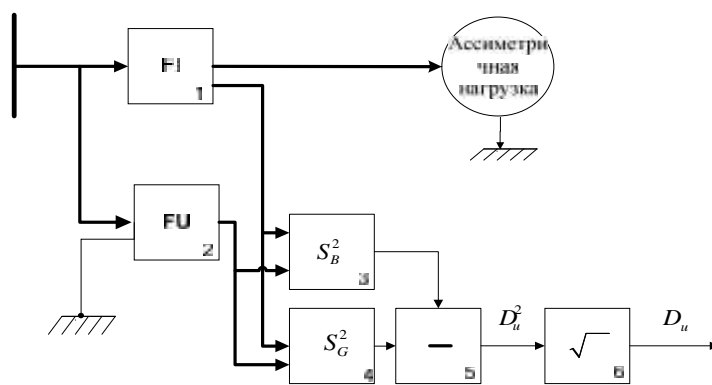 FI
1
Ассиметри
чная
нагрузка
FU
2
S_B^2
3
S_G^2
4
−
5
D_u^2
√
6
D_u